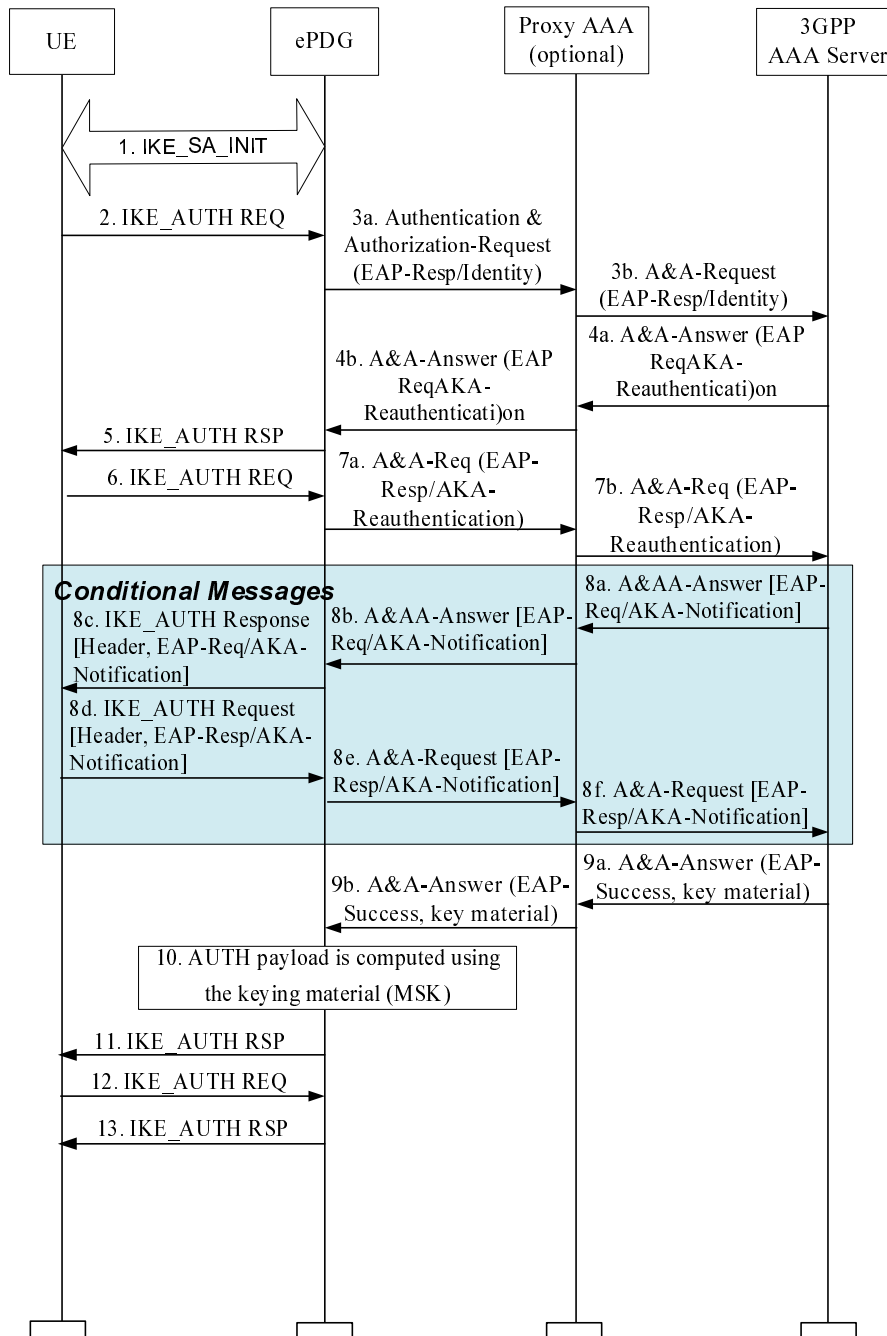 UE
ePDG
Proxy AAA
(optional)
3GPP
AAA Server
1. IKE_SA_INIT
2. IKE_AUTH REQ
3a. Authentication &
Authorization-Request
(EAP-Resp/Identity)
3b. A&A-Request
(EAP-Resp/Identity)
4a. A&A-Answer (EAP
ReqAKA-
Reauthenticati)on
4b. A&A-Answer (EAP
ReqAKA-
Reauthenticati)on
5. IKE_AUTH RSP
6. IKE_AUTH REQ
7a. A&A-Req (EAP-
Resp/AKA-
Reauthentication)
7b. A&A-Req (EAP-
Resp/AKA-
Reauthentication)
Conditional Messages
8a. A&AA-Answer [EAP-
Req/AKA-Notification]
8b. A&AA-Answer [EAP-
Req/AKA-Notification]
8c. IKE_AUTH Response
[Header, EAP-Req/AKA-
Notification]
8d. IKE_AUTH Request
[Header, EAP-Resp/AKA-
Notification]
8e. A&A-Request [EAP-
Resp/AKA-Notification]
8f. A&A-Request [EAP-
Resp/AKA-Notification]
9a. A&A-Answer (EAP-
Success, key material)
9b. A&A-Answer (EAP-
Success, key material)
10. AUTH payload is computed using
the keying material (MSK)
11. IKE_AUTH RSP
12. IKE_AUTH REQ
13. IKE_AUTH RSP